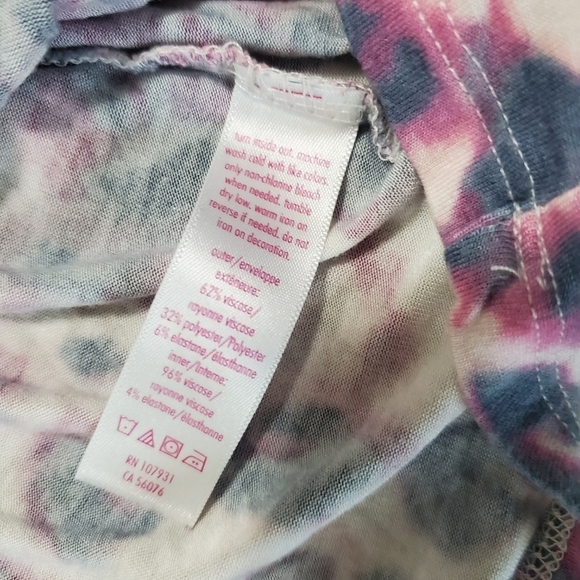 turn inside out. machine
wash cold with like colors.
only non-chlorine bleach
when needed. tumble
dry low. warm iron on
reverse if needed. do not
iron on decoration.
outer/enveloppe
extérieure:
62% viscose/
rayonne viscose
32% polyester/Polyester
6% elastane/élasthanne
inner/Interne:
96% viscose/
rayonne viscose
4% elastane/élasthanne
RN 107931
CA 56076